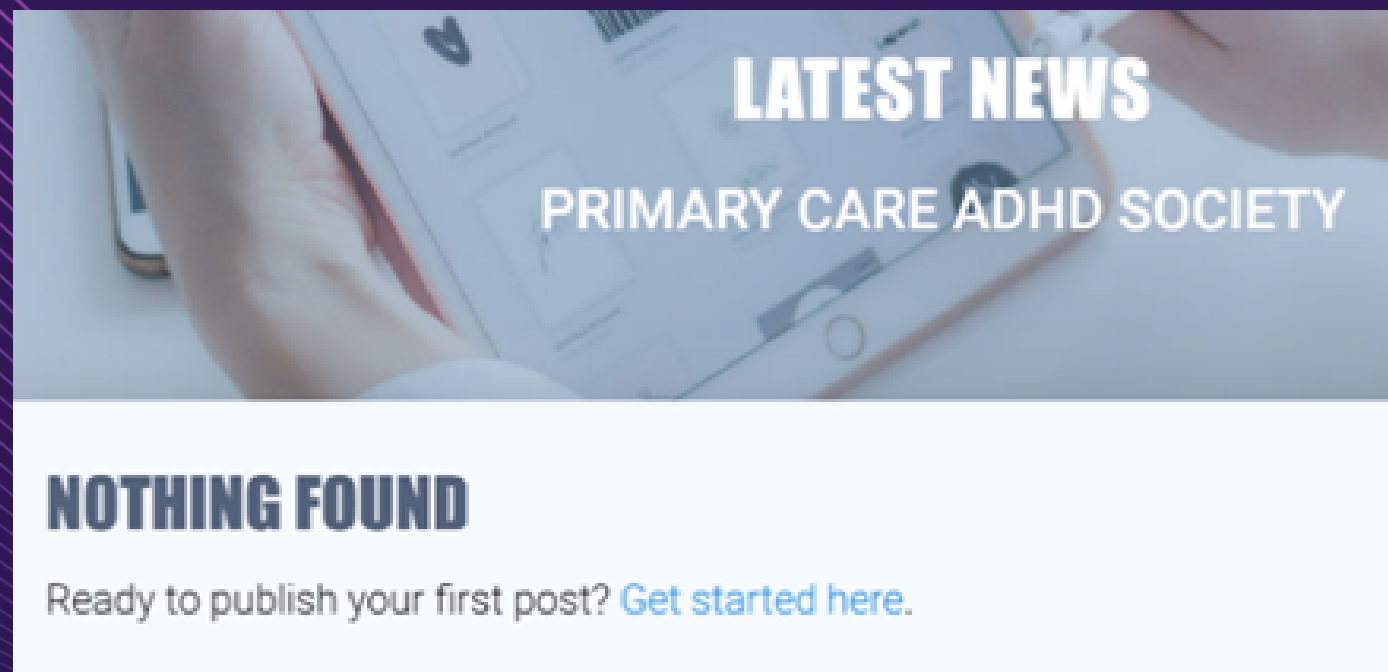 LATEST NEWS
PRIMARY CARE ADHD SOCIETY
NOTHING FOUND
Ready to publish your first post? Get started here.